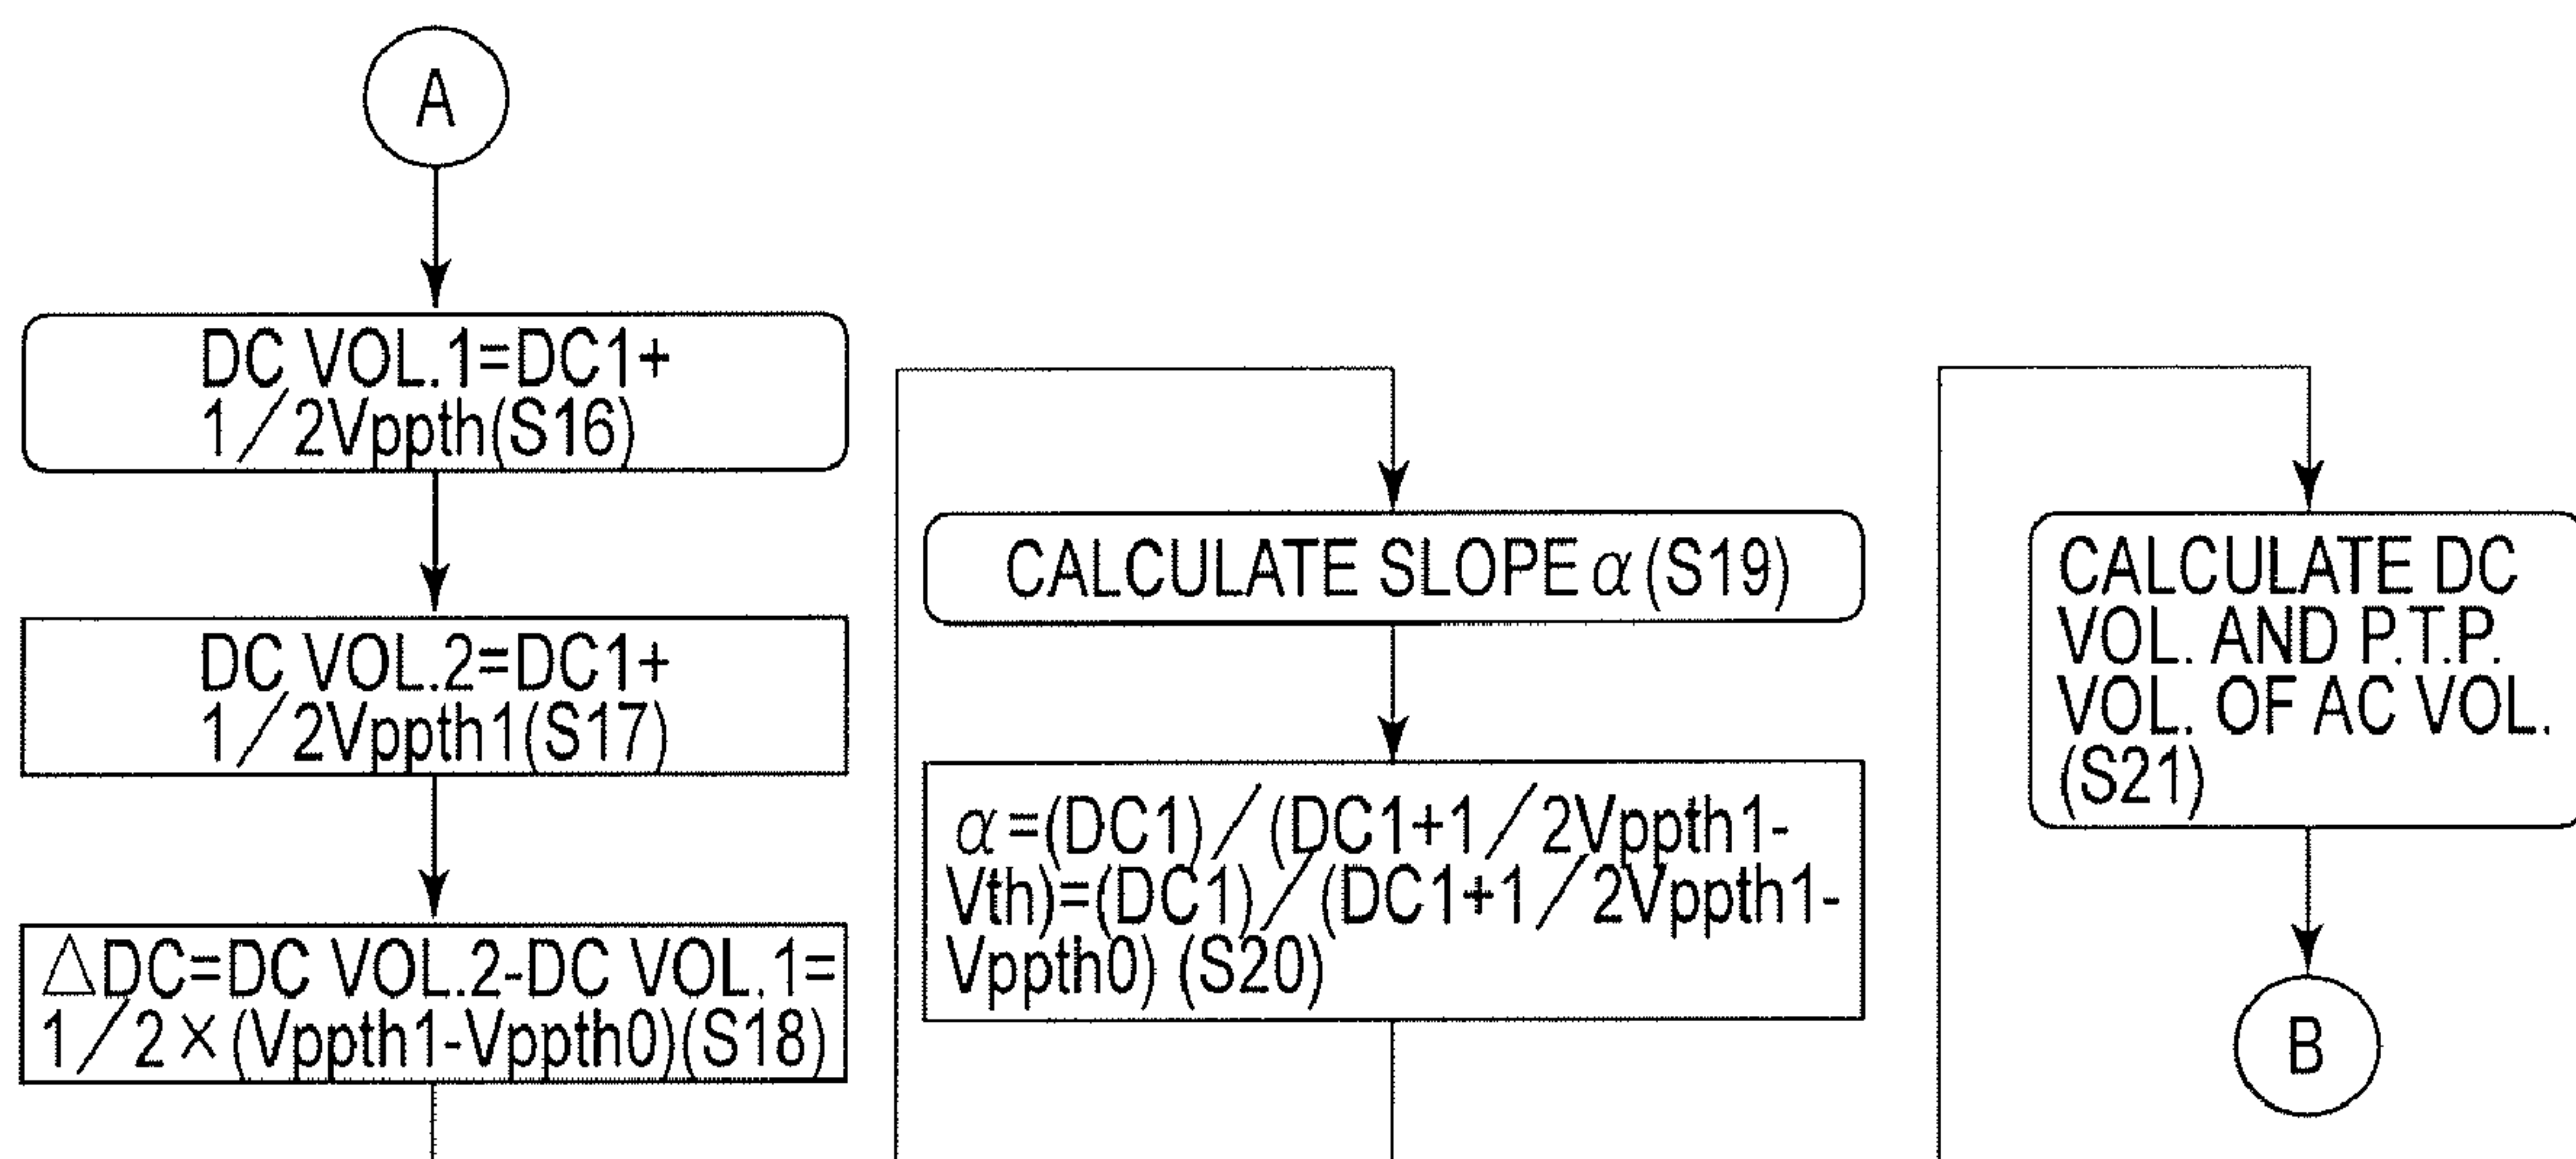 A
DC VOL.1=DC1+
1/2Vppth(S16)
DC VOL.2=DC1+
1/2Vppth1(S17)
△DC=DC VOL.2-DC VOL.1=
1/2×(Vppth1-Vppth0)(S18)
CALCULATE SLOPE α (S19)
α=(DC1)/(DC1+1/2Vppth1-
Vth)=(DC1)/(DC1+1/2Vppth1-
Vppth0) (S20)
CALCULATE DC
VOL. AND P.T.P.
VOL. OF AC VOL.
(S21)
B